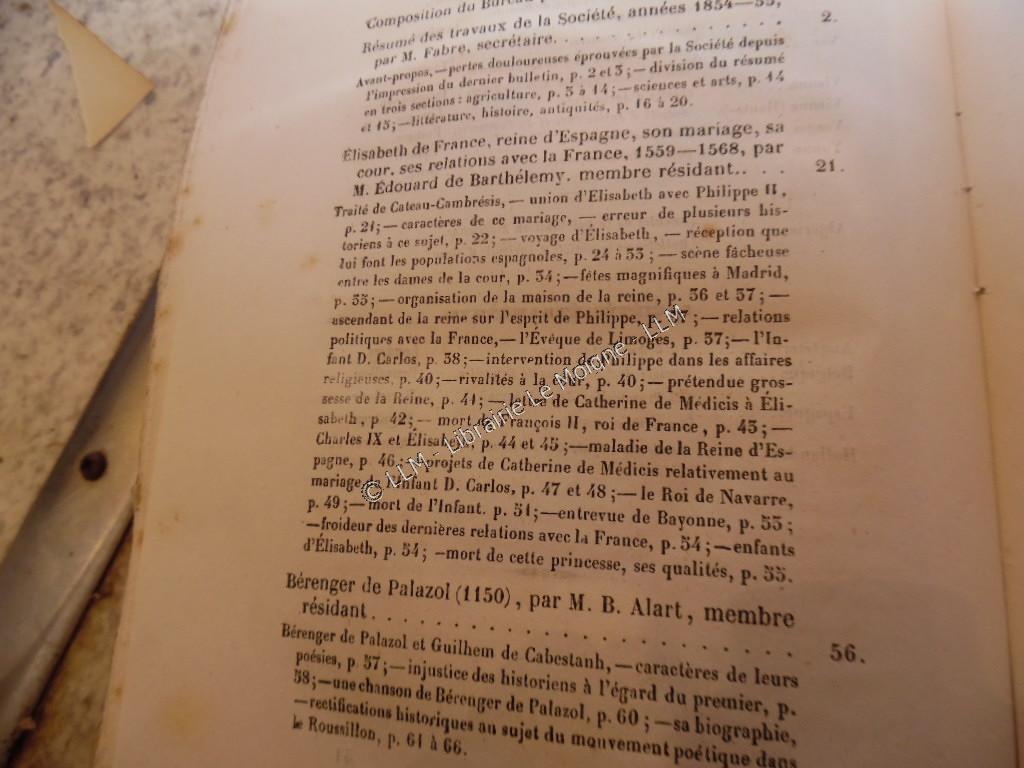 Composition du Bureau
Résumé des travaux de la Société, années 1854—55,
par M. Fabre, secrétaire. . . . . . . . . . . . 2.
Avant-propos, — pertes douloureuses éprouvées par la Société depuis
l'impression du dernier bulletin, p. 2 et 3; — division du résumé
en trois sections: agriculture, p. 5 à 14; — sciences et arts, p. 14
et 15; — littérature, histoire, antiquités, p. 16 à 20.
Élisabeth de France, reine d'Espagne, son mariage, sa
cour, ses relations avec la France, 1559—1568, par
M. Édouard de Barthélemy, membre résidant.. . . 21.
Traité de Cateau-Cambrésis, — union d'Elisabeth avec Philippe II,
p. 21; — caractères de ce mariage, — erreur de plusieurs his-
toriens à ce sujet, p. 22; — voyage d'Élisabeth, — réception que
lui font les populations espagnoles, p. 24 à 33; — scène fâcheuse
entre les dames de la cour, p. 34; — fêtes magnifiques à Madrid,
p. 35; — organisation de la maison de la reine, p. 36 et 37; —
ascendant de la reine sur l'esprit de Philippe, p. 37; — relations
politiques avec la France, — l'Évêque de Limoges, p. 37; — l'In-
fant D. Carlos, p. 38; — intervention de Philippe dans les affaires
religieuses, p. 40; — rivalités à la cour, p. 40; — prétendue gros-
sesse de la Reine, p. 41; — lettre de Catherine de Médicis à Éli-
sabeth, p 42; — mort de François II, roi de France, p. 43; —
Charles IX et Élisabeth, p. 44 et 45; — maladie de la Reine d'Es-
pagne, p 46; — projets de Catherine de Médicis relativement au
mariage de l'infant D. Carlos, p. 47 et 48; — le Roi de Navarre,
p. 49; — mort de l'Infant. p. 51; — entrevue de Bayonne, p. 53;
— froideur des dernières relations avec la France, p. 54; — enfants
d'Élisabeth, p. 54; — mort de cette princesse, ses qualités, p. 55.
Bérenger de Palazol (1150), par M. B. Alart, membre
résidant . . . . . . . . . . . . . . . . . . . 56.
Bérenger de Palazol et Guilhem de Cabestanh, — caractères de leurs
poésies, p. 57; — injustice des historiens à l'égard du premier, p.
58; — une chanson de Bérenger de Palazol, p. 60; — sa biographie,
— rectifications historiques au sujet du mouvement poétique dans
le Roussillon, p. 61 à 66.
© LLM - Librairie Le Moigne - LLM